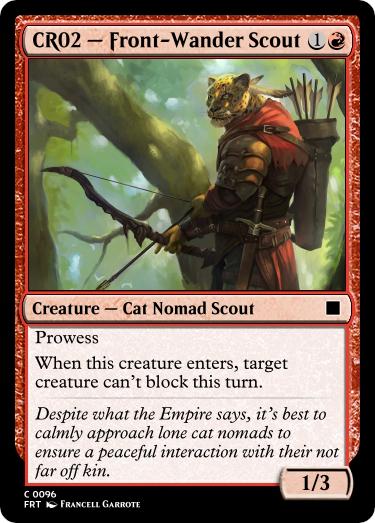 CR02 — Front-Wander Scout 1
Creature — Cat Nomad Scout
Prowess
When this creature enters, target
creature can't block this turn.
Despite what the Empire says, it's best to
calmly approach lone cat nomads to
ensure a peaceful interaction with their not
far off kin.
1/3
C 0096
FRT Francell Garrote